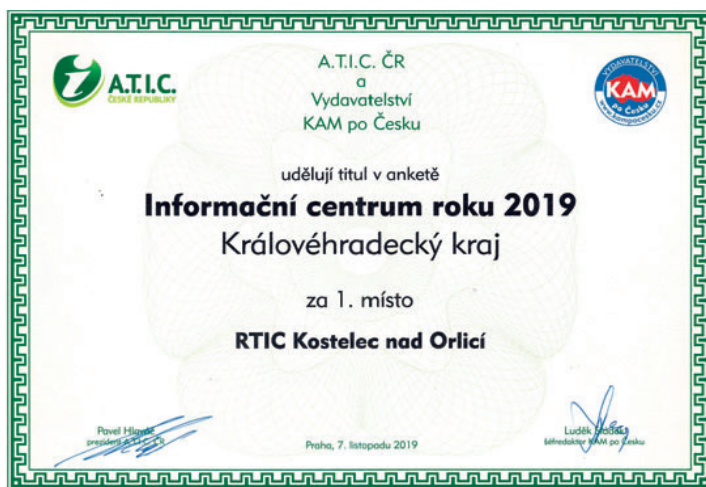 A.T.I.C.
ČESKÉ REPUBLIKY
A.T.I.C. ČR
a
Vydavatelství
KAM po Česku
VYDAVATELSTVÍ
KAM
po Česku
www.kampocesku.cz
udělují titul v anketě
Informační centrum roku 2019
Královéhradecký kraj
za 1. místo
RTIC Kostelec nad Orlicí
Pavel
prezident A.T.I.C. ČR
Praha, 7. listopadu 2019
Luděk
šéfredaktor KAM po Česku